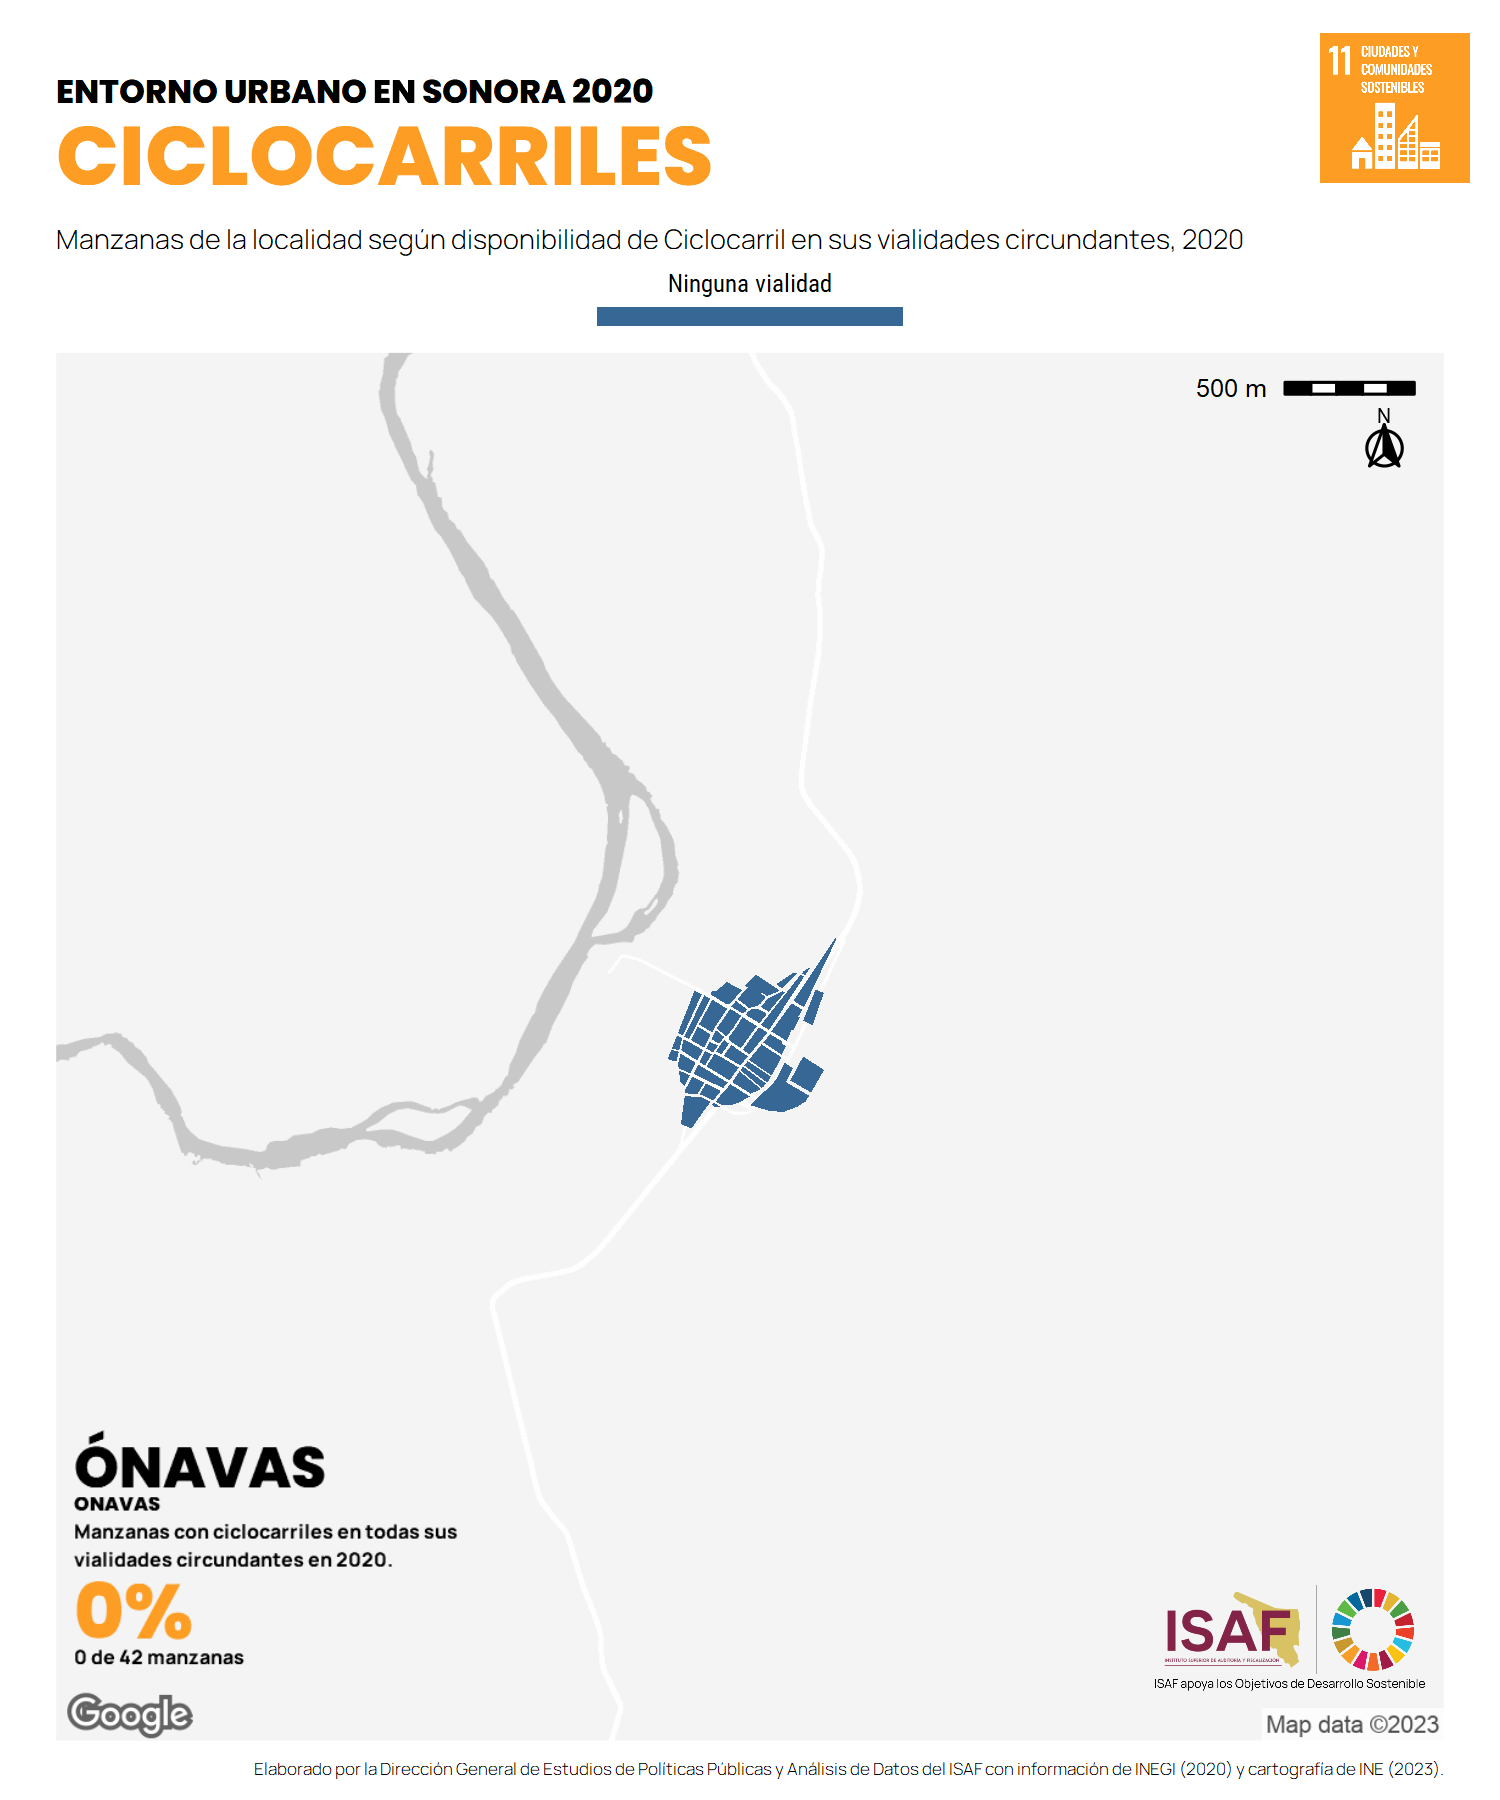 ENTORNO URBANO EN SONORA 2020
CICLOCARRILES
11 CIUDADES Y
COMUNIDADES
SOSTENIBLES
Manzanas de la localidad según disponibilidad de Ciclocarril en sus vialidades circundantes, 2020
Ninguna vialidad
500 m
N
ÓNAVAS
ONAVAS
Manzanas con ciclocarriles en todas sus
vialidades circundantes en 2020.
0%
0 de 42 manzanas
Google
ISAF
INSTITUTO SUPERIOR DE AUDITORÍA Y FISCALIZACIÓN
ISAF apoya los Objetivos de Desarrollo Sostenible
Map data ©2023
Elaborado por la Dirección General de Estudios de Políticas Públicas y Análisis de Datos del ISAF con información de INEGI (2020) y cartografía de INE (2023).